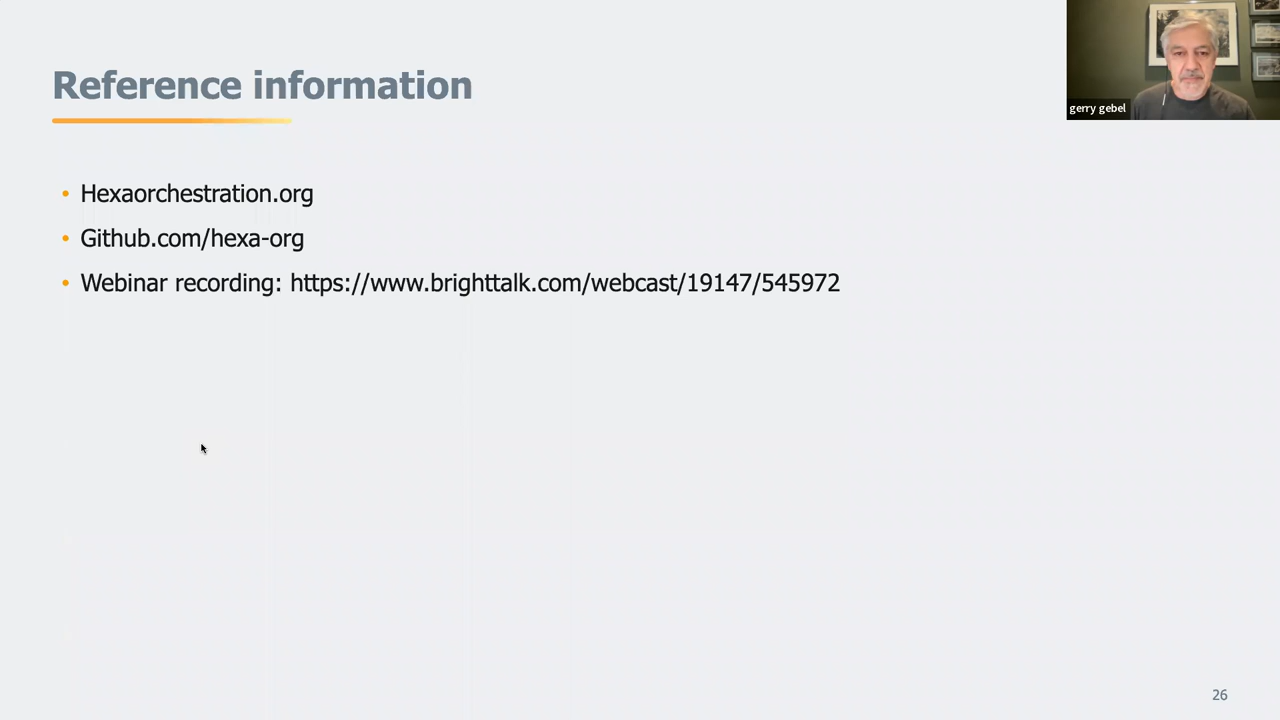 Reference information
gerry gebel
• Hexaorchestration.org
• Github.com/hexa-org
• Webinar recording: https://www.brighttalk.com/webcast/19147/545972
26